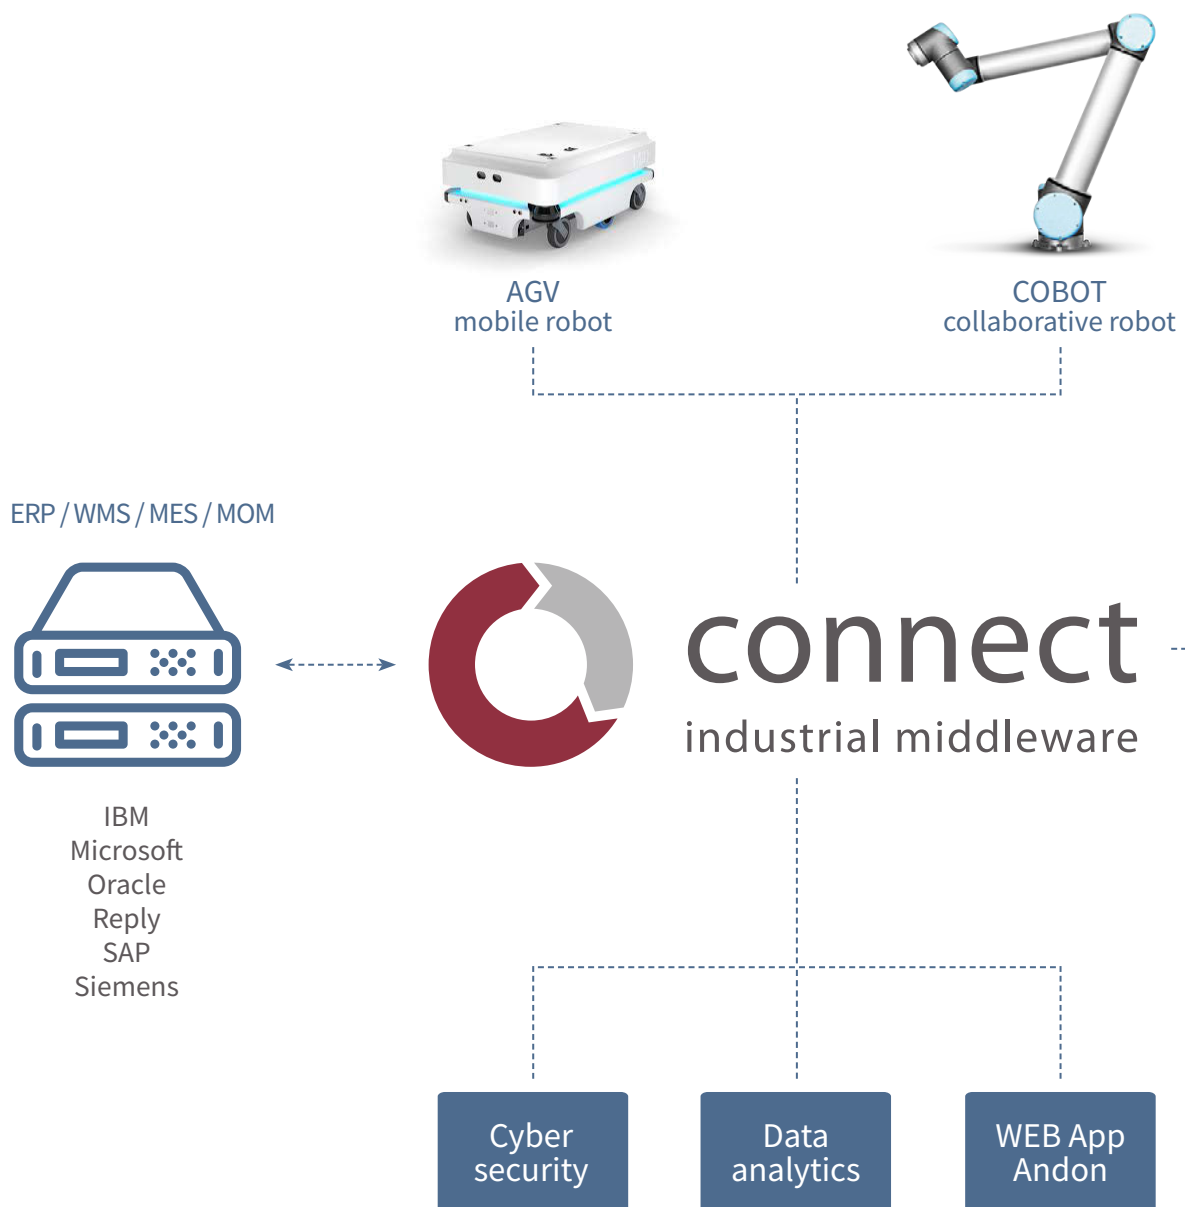 AGV
mobile robot
COBOT
collaborative robot
ERP / WMS / MES / MOM
connect
industrial middleware
IBM
Microsoft
Oracle
Reply
SAP
Siemens
Cyber
security
Data
analytics
WEB App
Andon